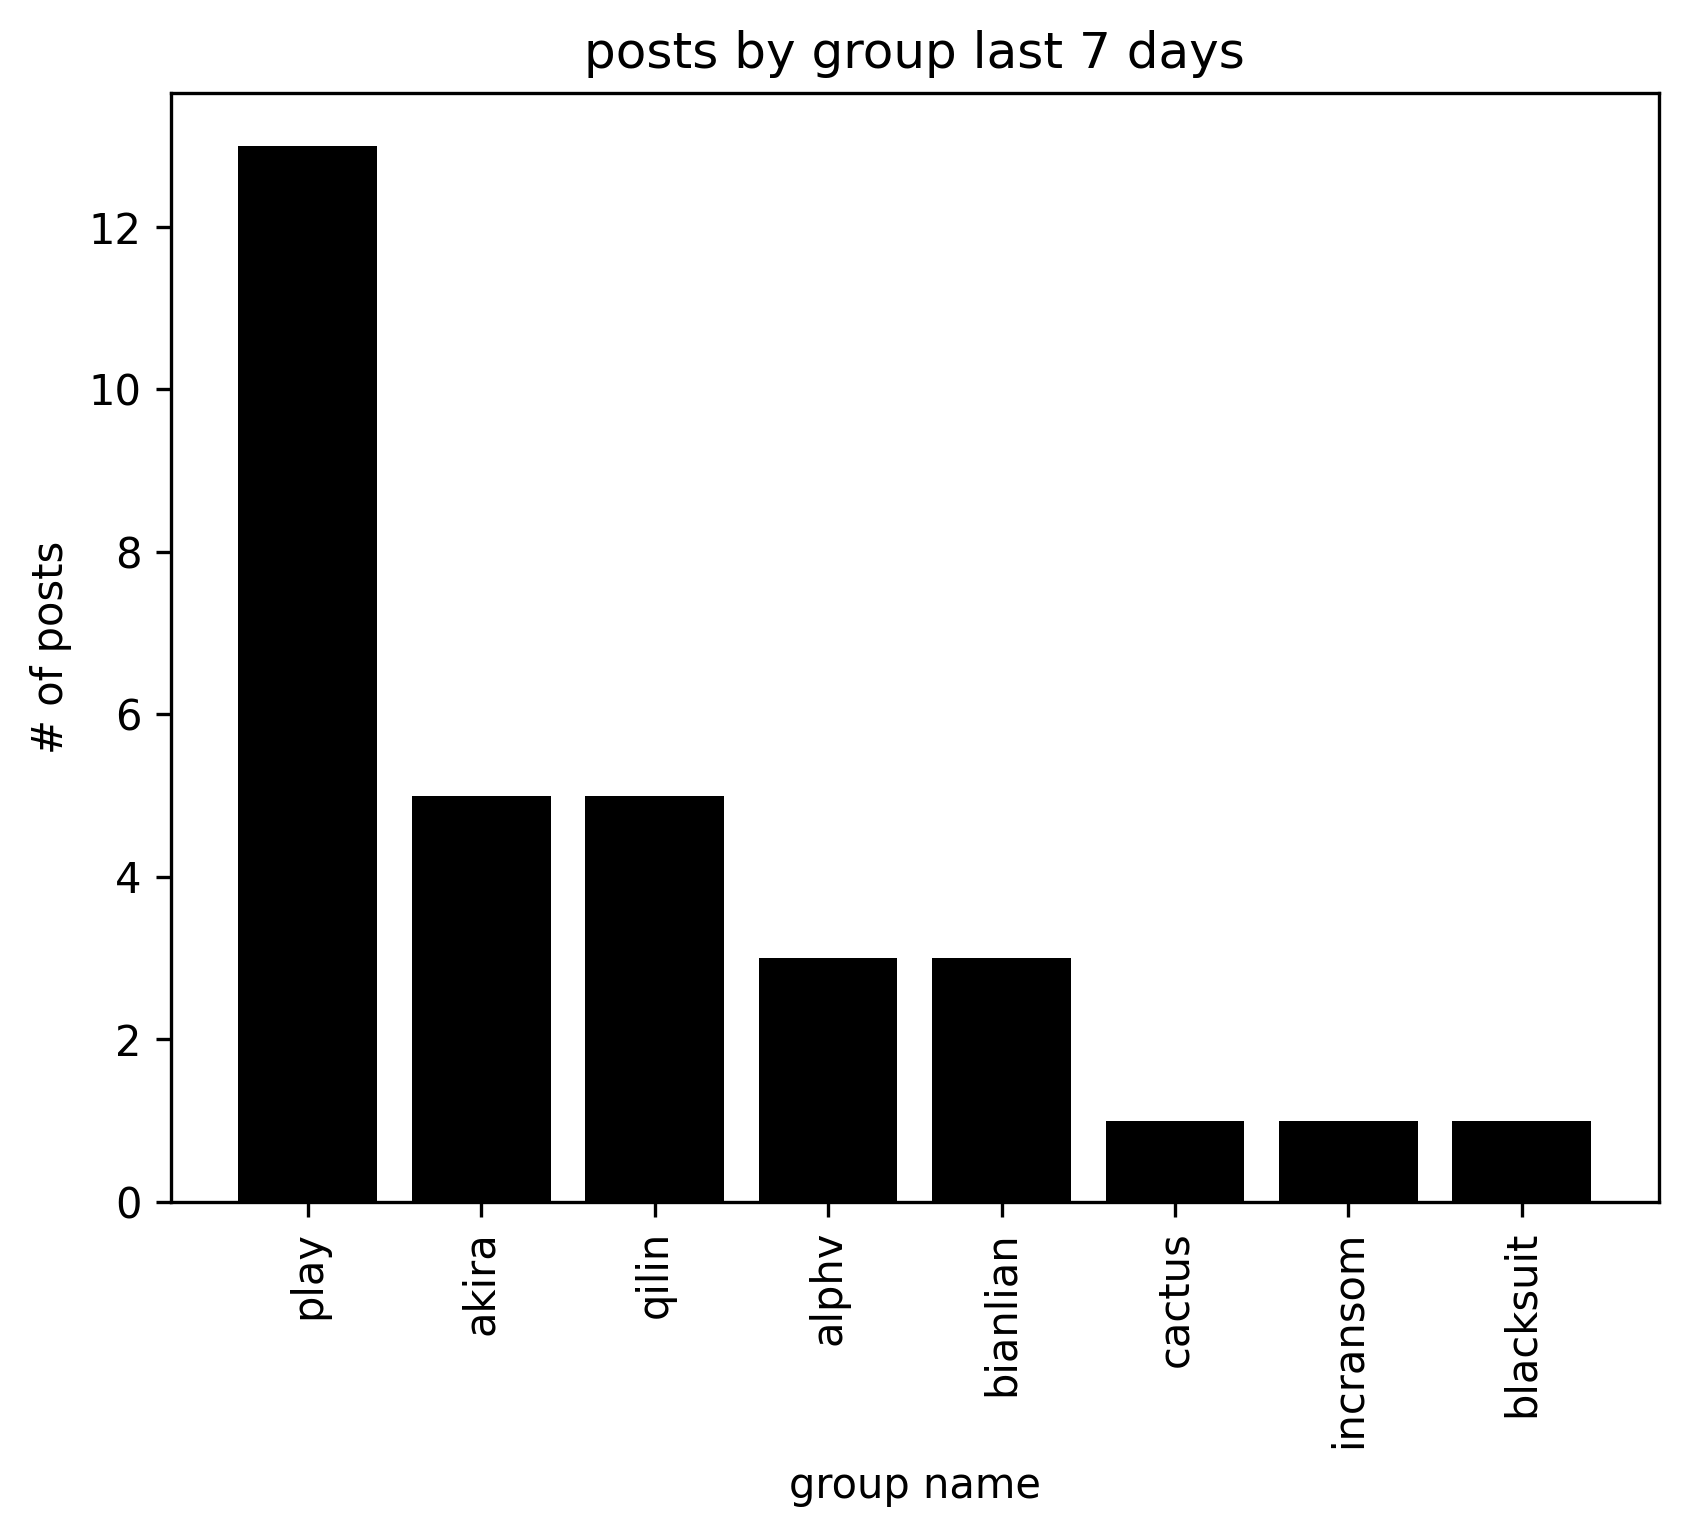 posts by group last 7 days
# of posts
12
10
8
6
4
2
0
play
akira
qilin
alphv
bianlian
cactus
incransom
blacksuit
group name